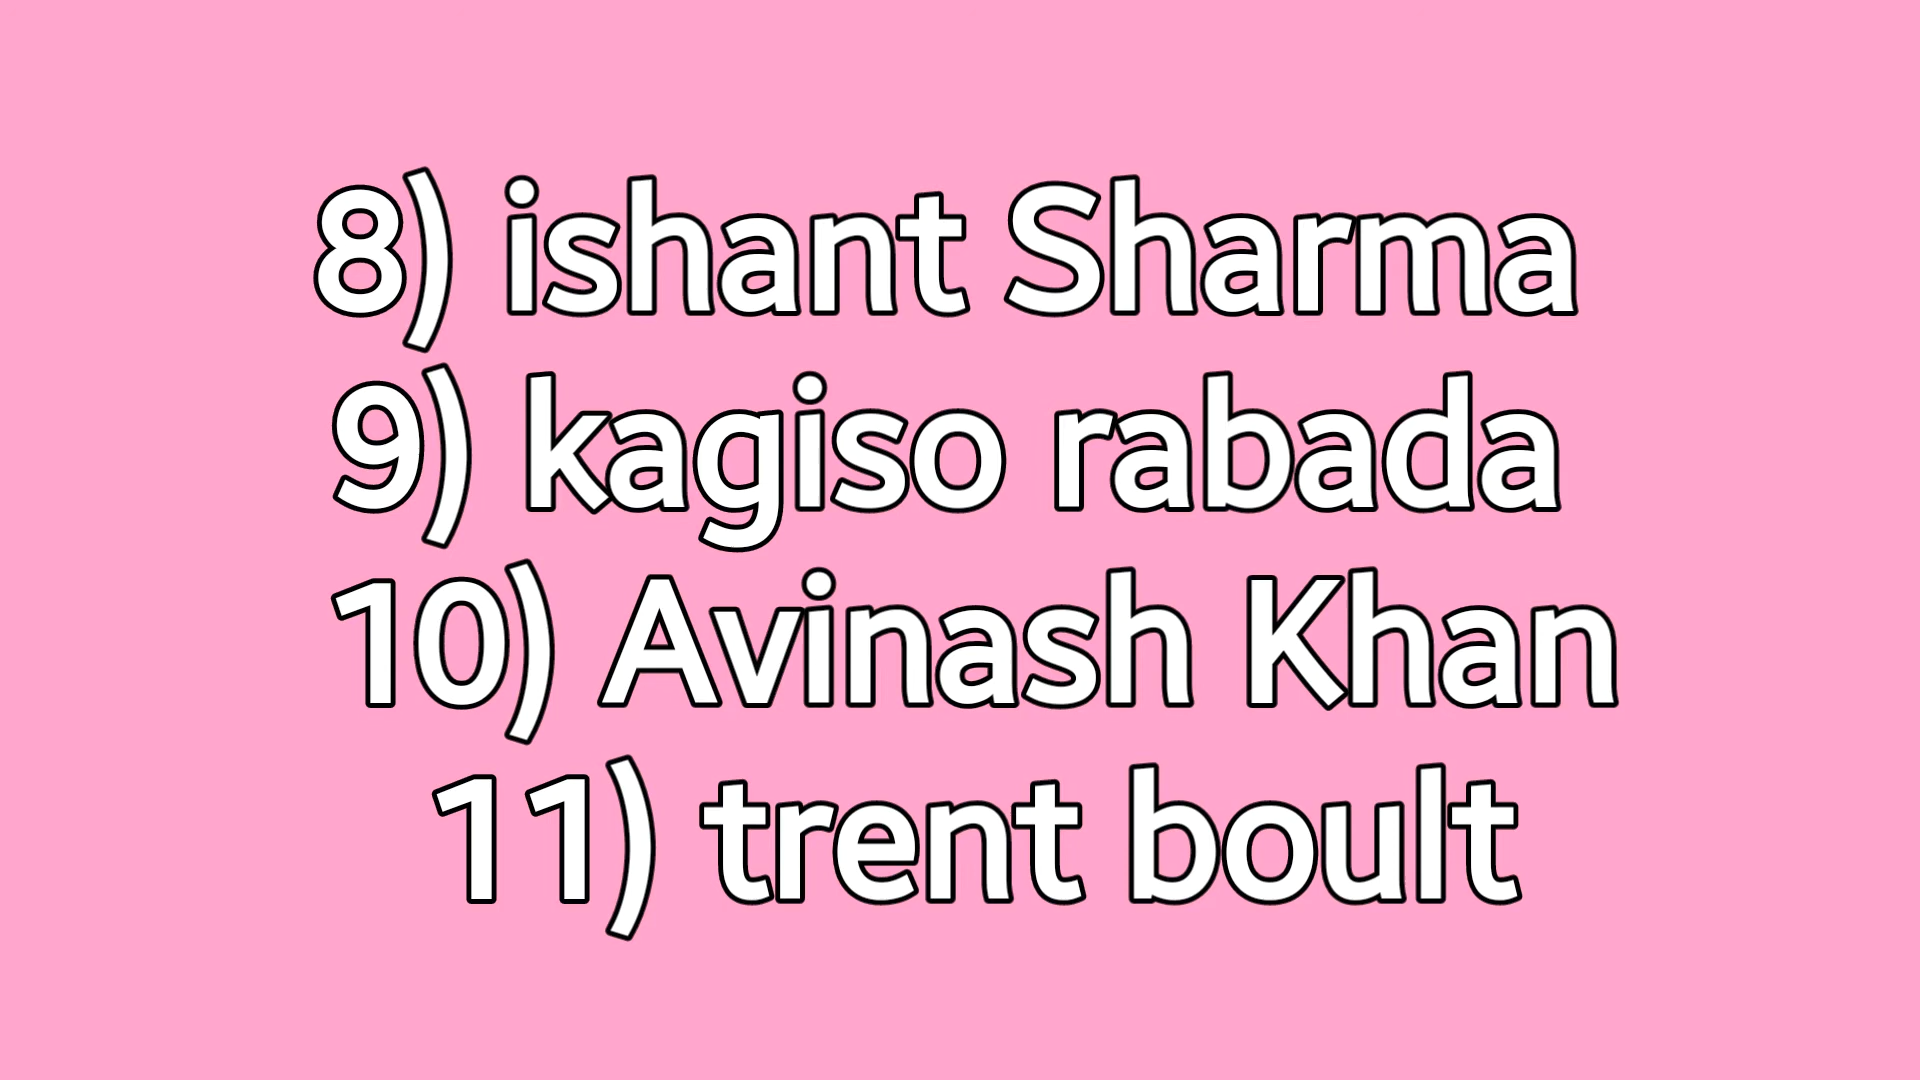 8) ishant Sharma
9) kagiso rabada
10) Avinash Khan
11) trent boult